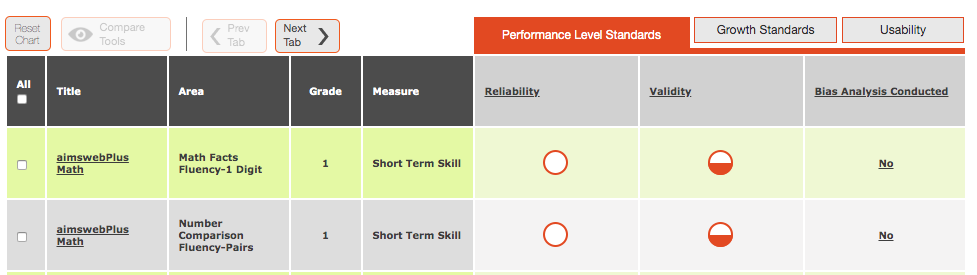 Reset
Chart
Compare
Tools
Prev
Tab
Next
Tab
Performance Level Standards
Growth Standards
Usability
All
Title
Area
Grade
Measure
Reliability
Validity
Bias Analysis Conducted
aimswebPlus
Math
Math Facts
Fluency-1 Digit
1
Short Term Skill
No
aimswebPlus
Math
Number
Comparison
Fluency-Pairs
1
Short Term Skill
No